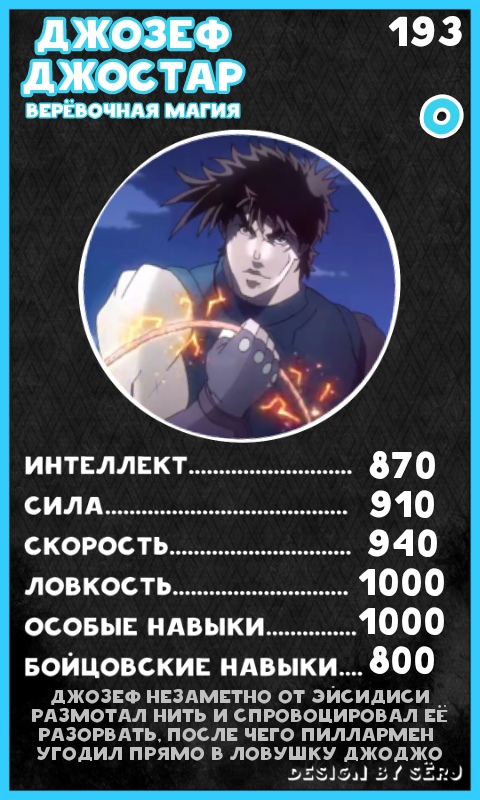 ДЖОЗЕФ
ДЖОСТАР
ВЕРЁВОЧНАЯ МАГИЯ
193
ИНТЕЛЛЕКТ.............................. 870
СИЛА............................................ 910
СКОРОСТЬ................................. 940
ЛОВКОСТЬ................................ 1000
ОСОБЫЕ НАВЫКИ................ 1000
БОЙЦОВСКИЕ НАВЫКИ.... 800
ДЖОЗЕФ НЕЗАМЕТНО ОТ ЭЙСИДИСИ
РАЗМОТАЛ НИТЬ И СПРОВОЦИРОВАЛ ЕЁ
РАЗОРВАТЬ, ПОСЛЕ ЧЕГО ПИЛЛАРМЕН
УГОДИЛ ПРЯМО В ЛОВУШКУ ДЖОДЖО
DESIGN BY SЁRJ